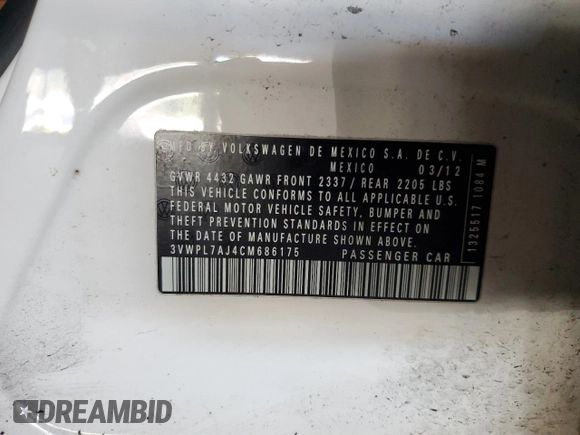 MFD BY VOLKSWAGEN DE MEXICO S.A. DE C.V.
MEXICO 03/12
GVWR 4432 GAWR FRONT 2337/ REAR 2205 LBS
THIS VEHICLE CONFORMS TO ALL APPLICABLE U.S.
FEDERAL MOTOR VEHICLE SAFETY, BUMPER AND
THEFT PREVENTION STANDARDS IN EFFECT ON
THE DATE OF MANUFACTURE SHOWN ABOVE.
3VWPL7AJ4CM686175 PASSENGER CAR
1325517 1084 M
DREAMBID